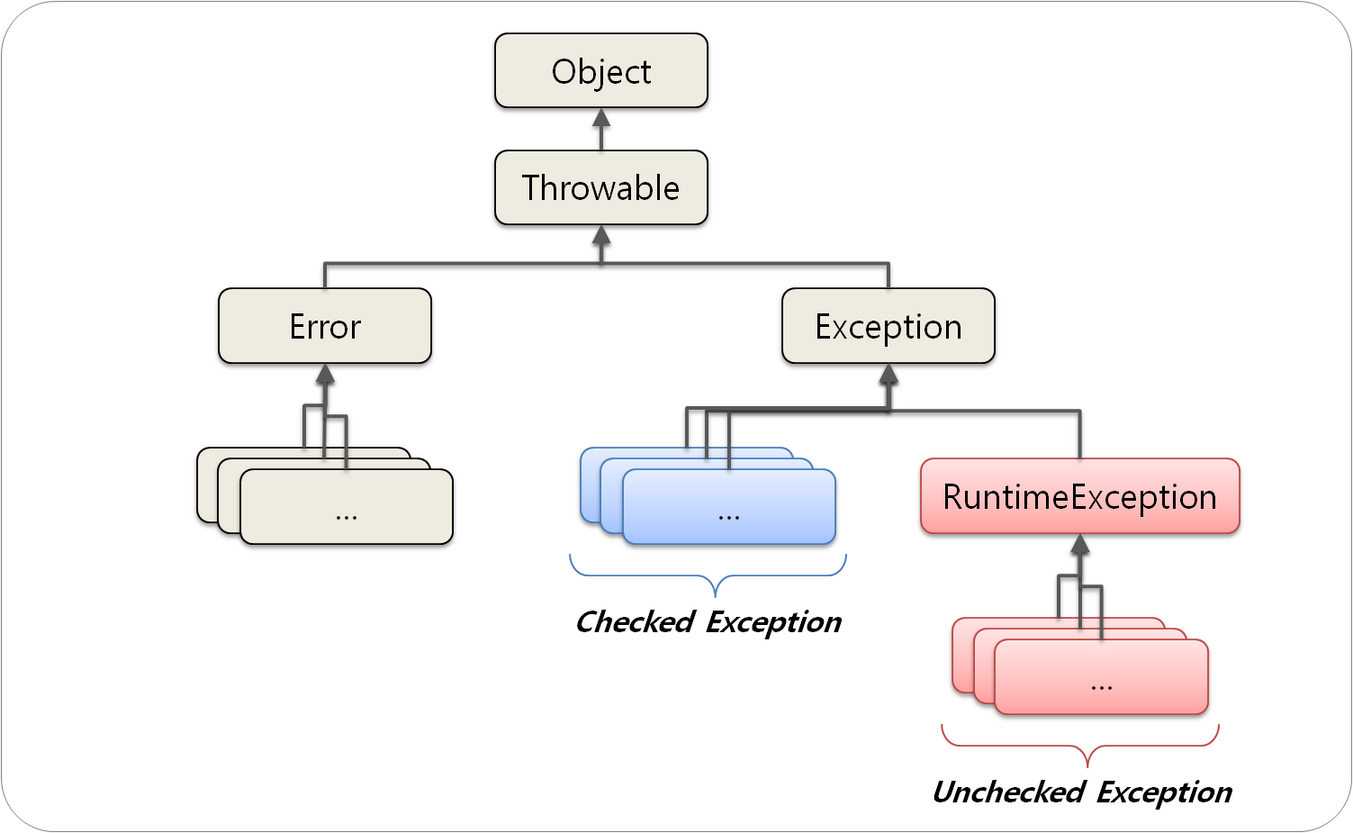 Object
Throwable
Error
Exception
...
...
RuntimeException
Checked Exception
...
Unchecked Exception